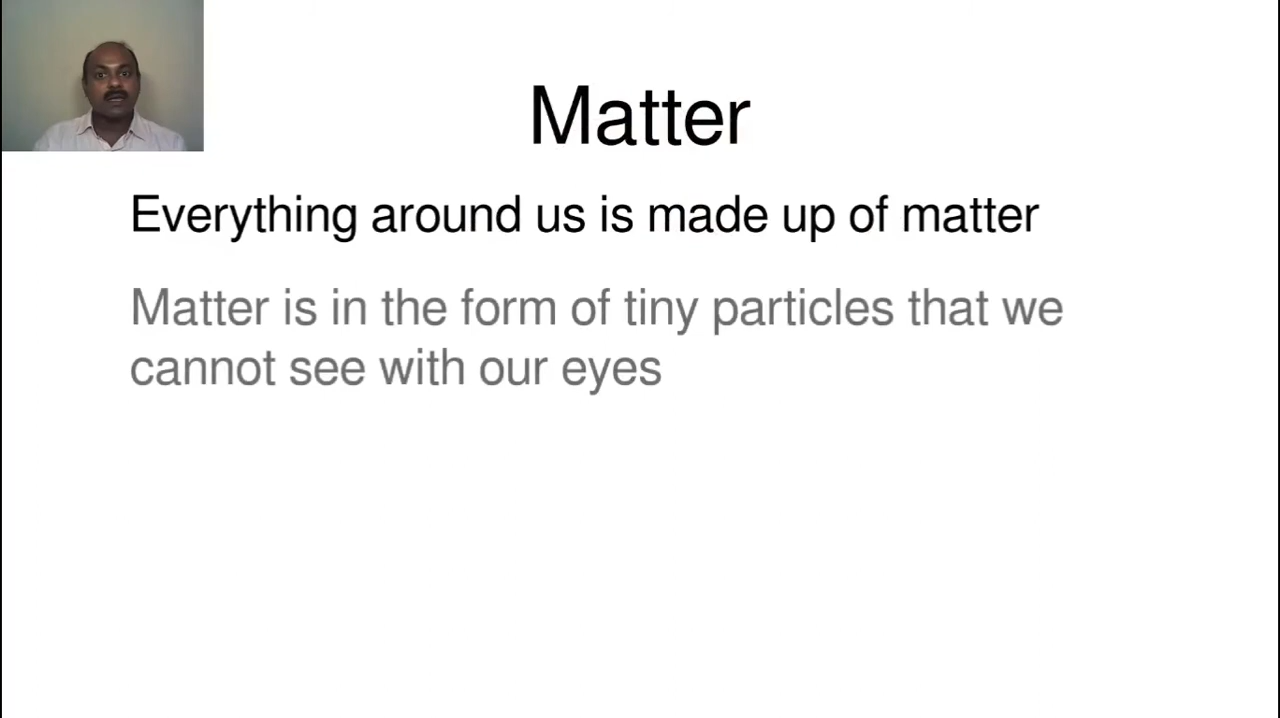 Matter
Everything around us is made up of matter
Matter is in the form of tiny particles that we
cannot see with our eyes